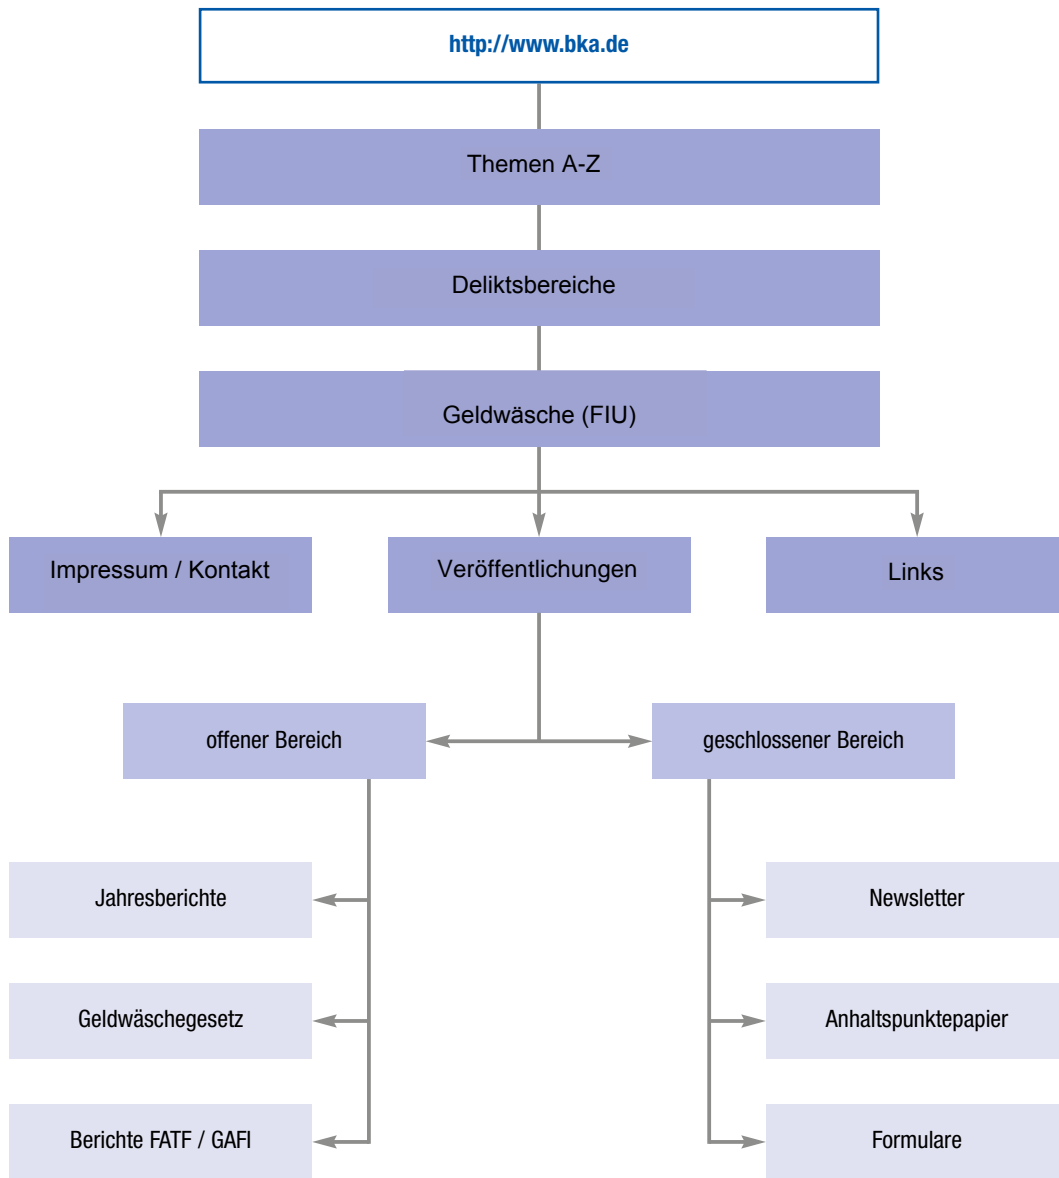 http://www.bka.de
Themen A-Z
Deliktsbereiche
Geldwäsche (FIU)
Impressum / Kontakt
Veröffentlichungen
Links
offener Bereich
geschlossener Bereich
Jahresberichte
Newsletter
Geldwäschegesetz
Anhaltspunktepapier
Berichte FATF / GAFI
Formulare